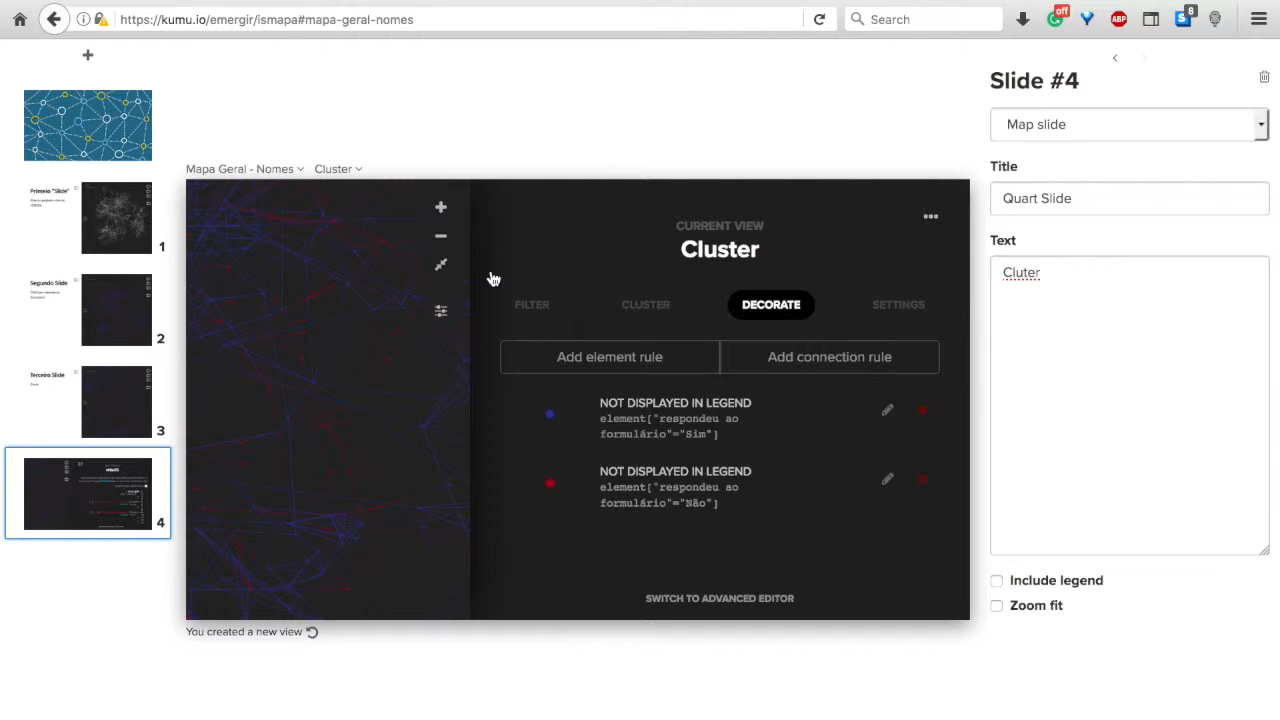 https://kumu.io/emergir/ismapa#mapa-geral-nomes
Search
off
ABP
8
Slide #4
Map slide
Title
Quart Slide
Text
Cluter
Include legend
Zoom fit
Primeio "Slide"
1
Segundo Slide
2
Terceiro Slide
3
4
Mapa Geral - Nomes
Cluster
CURRENT VIEW
Cluster
FILTER
CLUSTER
DECORATE
SETTINGS
Add element rule
Add connection rule
NOT DISPLAYED IN LEGEND
element["respondeu ao
formulário"="Sim"]
NOT DISPLAYED IN LEGEND
element["respondeu ao
formulário"="Não"]
SWITCH TO ADVANCED EDITOR
You created a new view